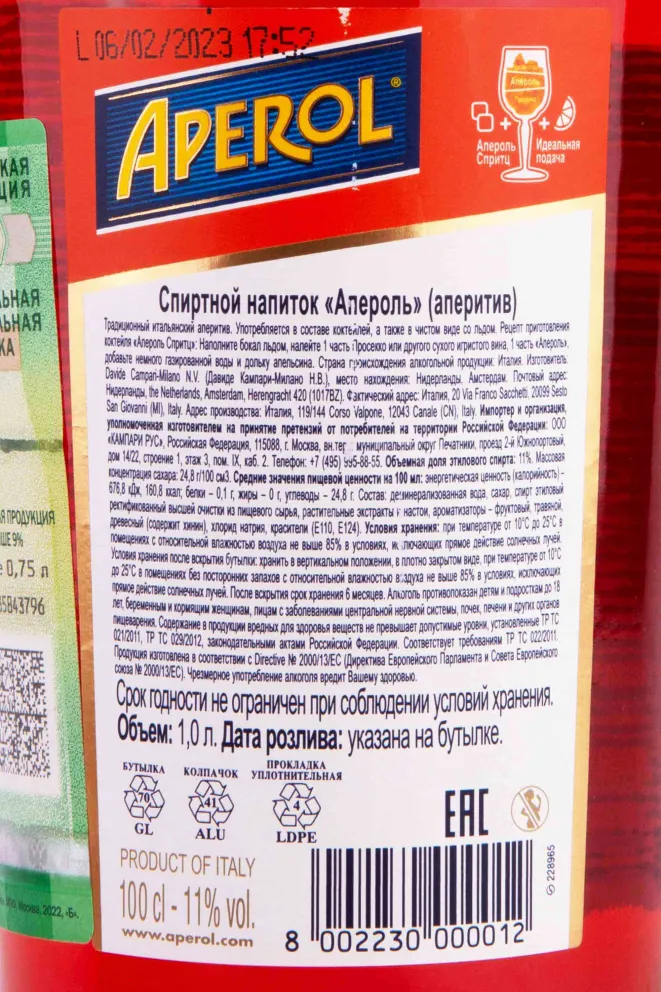 L 06/02/2023 17:52
APEROL®
Апероль
Просекко
Апероль
Спритц
Идеальная
подача
Спиртной напиток «Апероль» (аперитив)
Традиционный итальянский аперитив. Употребляется в составе коктейлей, а также в чистом виде со льдом. Рецепт приготовления
коктейля «Апероль Спритц»: Наполните бокал льдом, налейте 1 часть Просекко или другого сухого игристого вина, 1 часть «Апероль»,
добавьте немного газированной воды и дольку апельсина. Страна происхождения алкогольной продукции: Италия. Изготовитель:
Davide Campari-Milano N.V. (Давиде Кампари-Милано Н.В.), место нахождения: Нидерланды, Амстердам. Почтовый адрес:
Нидерланды, the Netherlands, Amsterdam, Herengracht 420 (1017BZ). Фактический адрес: Италия, 20 Via Franco Sacchetti, 20099 Sesto
San Giovanni (MI), Italy. Адрес производства: Италия, 119/144 Corso Valpone, 12043 Canale (CN), Italy. Импортер и организация,
уполномоченная изготовителем на принятие претензий от потребителей на территории Российской Федерации: ООО
«КАМПАРИ РУС», Российская Федерация, 115088, г. Москва, вн.тер.г. муниципальный округ Печатники, проезд 2-й Южнопортовый,
дом 14/22, строение 1, этаж 3, пом. IX, каб. 2. Телефон: +7 (495) 995-88-55. Объемная доля этилового спирта: 11%. Массовая
концентрация сахара: 24,8 г/100 см3. Средние значения пищевой ценности на 100 мл: энергетическая ценность (калорийность) -
676,8 кДж, 160,8 ккал; белки – 0,1 г, жиры – 0 г, углеводы – 24,8 г. Состав: деминерализованная вода, сахар, спирт этиловый
ректификованный высшей очистки из пищевого сырья, растительные экстракты и настои, ароматизаторы - фруктовый, травяной,
древесный (содержит хинин), хлорид натрия, красители (E110, E124). Условия хранения: при температуре от 10°C до 25°C в
помещениях с относительностью воздуха не выше 85% в условиях, исключающих прямое действие солнечных лучей.
Условия хранения после вскрытия бутылки: хранить в вертикальном положении, в плотно закрытом виде, при температуре от 10°C
до 25°C в помещениях без посторонних запахов с относительной влажностью воздуха не выше 85% в условиях, исключающих
прямое действие солнечных лучей. После вскрытия срок хранения 6 месяцев. Алкоголь противопоказан детям и подросткам до 18
лет, беременным и кормящим женщинам, лицам с заболеваниями центральной нервной системы, почек, печени и других органов
пищеварения. Содержание в продукции вредных для здоровья веществ не превышает допустимые уровни, установленные ТР ТС
021/2011, ТР ТС 029/2012, законодательными актами Российской Федерации. Соответствует требованиям ТР ТС 022/2011.
Продукция изготовлена в соответствии с Directive № 2000/13/EC (Директива Европейского Парламента и Совета Европейского
союза № 2000/13/EC). Чрезмерное употребление алкоголя вредит Вашему здоровью.
Срок годности не ограничен при соблюдении условий хранения.
Объем: 1,0 л. Дата розлива: указана на бутылке.
БУТЫЛКА
70
GL
КОЛПАЧОК
41
ALU
ПРОКЛАДКА
УПЛОТНИТЕЛЬНАЯ
4
LDPE
EAC
228965
PRODUCT OF ITALY
100 cl - 11% vol.
www.aperol.com
8 002230 000012
КАЯ
ЦИЯ
ЬНАЯ
ЛЬНАЯ
КА
Я ПРОДУКЦИЯ
ШЕ 9%
е 0,75 л
85843796
Москва, 2022, «Б».